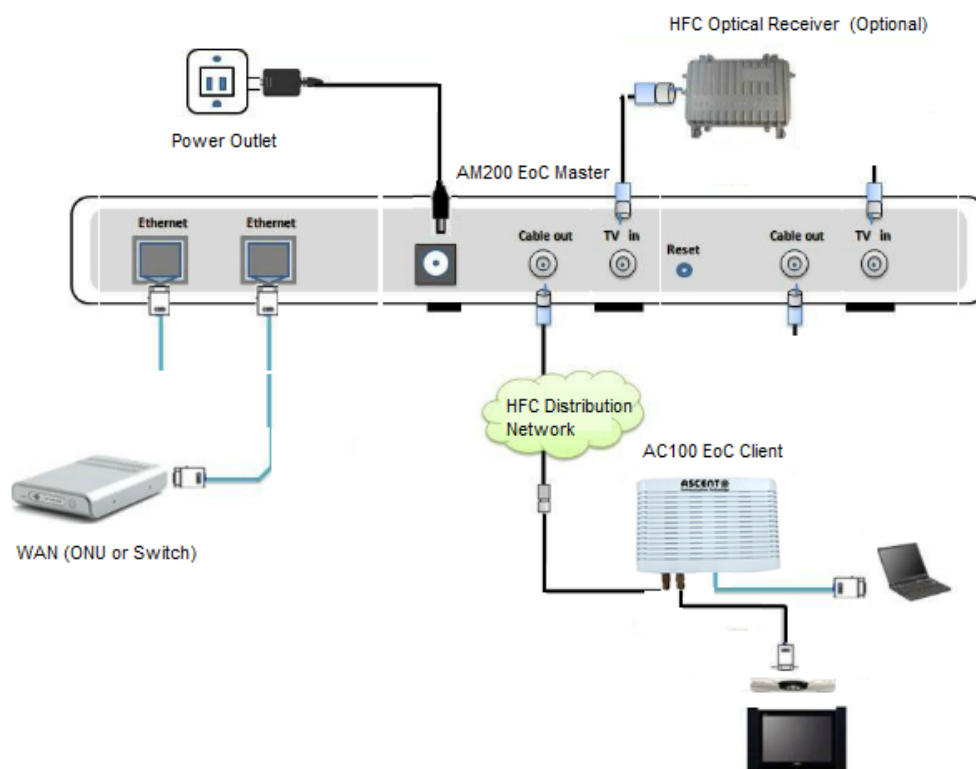 HFC Optical Receiver (Optional)
Power Outlet
AM200 EoC Master
Ethernet
Ethernet
Cable out
TV in
Reset
Cable out
TV in
HFC Distribution
Network
AC100 EoC Client
ASCENT
WAN (ONU or Switch)